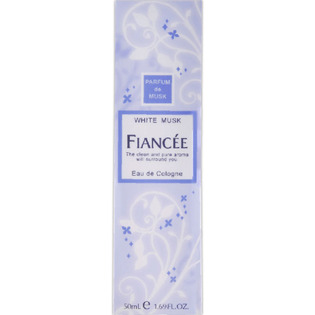 PARFUM
de
MUSK
WHITE MUSK
FIANCÉE
The clean and pure aroma
will surround you.
Eau de Cologne
50mL ℮ 1.69FL.OZ.